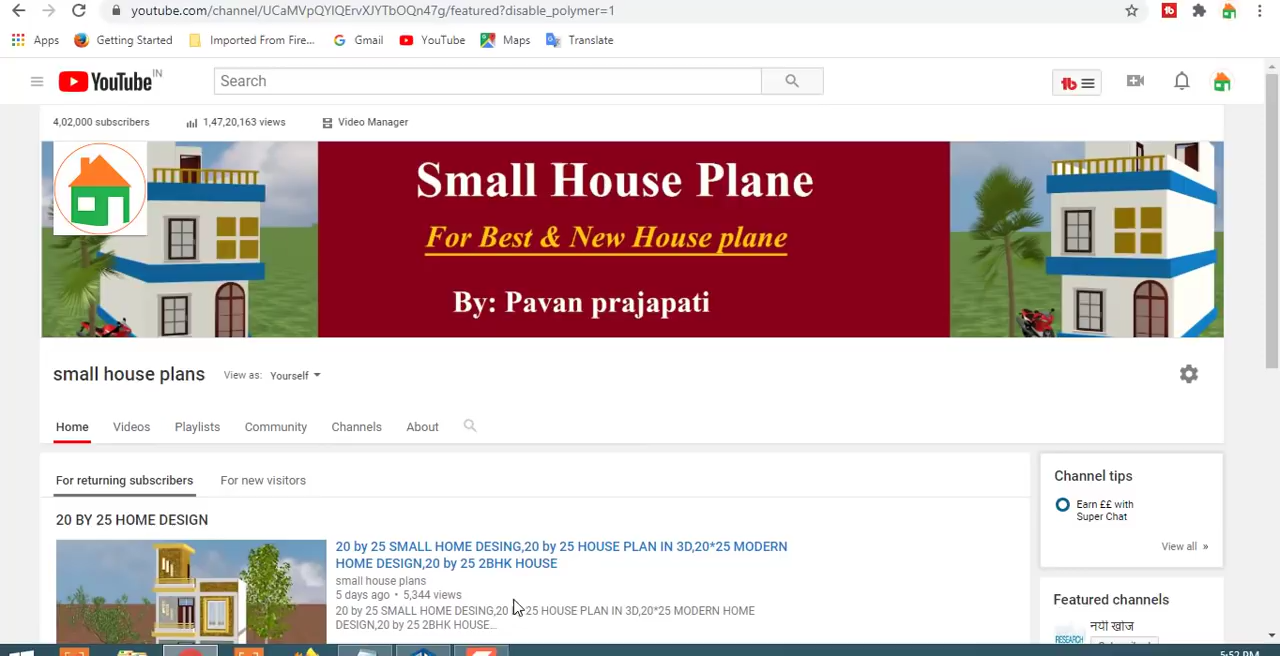 youtube.com/channel/UCaMVpQYlQErvXJYTbOQn47g/featured?disable_polymer=1
Apps Getting Started Imported From Fire... Gmail YouTube Maps Translate
YouTube IN
Search
4,02,000 subscribers 1,47,20,163 views Video Manager
Small House Plane
For Best & New House plane
By: Pavan prajapati
small house plans View as: Yourself
Home Videos Playlists Community Channels About
For returning subscribers For new visitors
20 BY 25 HOME DESIGN
20 by 25 SMALL HOME DESING,20 by 25 HOUSE PLAN IN 3D,20*25 MODERN
HOME DESIGN,20 by 25 2BHK HOUSE
small house plans
5 days ago • 5,344 views
20 by 25 SMALL HOME DESING,20 by 25 HOUSE PLAN IN 3D,20*25 MODERN HOME
DESIGN,20 by 25 2BHK HOUSE...
Channel tips
Earn ££ with
Super Chat
View all »
Featured channels
नयी खोज
RESEARCH
5:52 PM